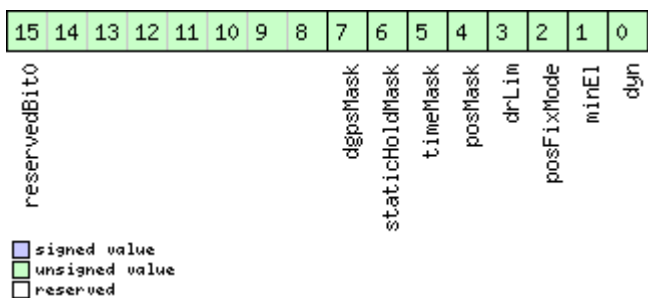 15 14 13 12 11 10 9 8 7 6 5 4 3 2 1 0
reservedBit0
dgpsMask
staticHoldMask
timeMask
posMask
drLim
posFixMode
minEl
dyn
signed value
unsigned value
reserved